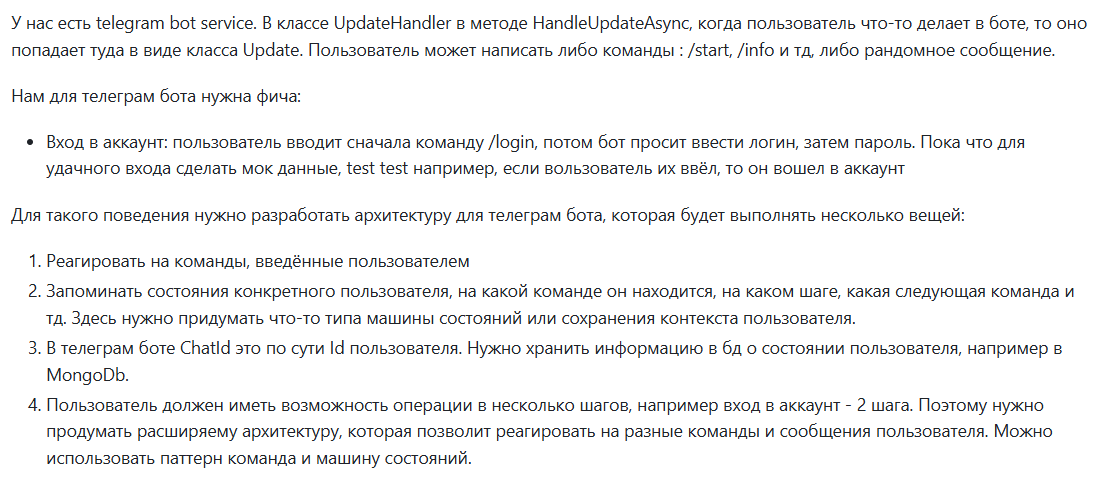 У нас есть telegram bot service. В классе UpdateHandler в методе HandleUpdateAsync, когда пользователь что-то делает в боте, то оно
попадает туда в виде класса Update. Пользователь может написать либо команды : /start, /info и тд, либо рандомное сообщение.
Нам для телеграм бота нужна фича:
• Вход в аккаунт: пользователь вводит сначала команду /login, потом бот просит ввести логин, затем пароль. Пока что для
удачного входа сделать мок данные, test test например, если вользователь их ввёл, то он вошел в аккаунт
Для такого поведения нужно разработать архитектуру для телеграм бота, которая будет выполнять несколько вещей:
1. Реагировать на команды, введённые пользователем
2. Запоминать состояния конкретного пользователя, на какой команде он находится, на каком шаге, какая следующая команда и
тд. Здесь нужно придумать что-то типа машины состояний или сохранения контекста пользователя.
3. В телеграм боте ChatId это по сути Id пользователя. Нужно хранить информацию в бд о состоянии пользователя, например в
MongoDb.
4. Пользователь должен иметь возможность операции в несколько шагов, например вход в аккаунт - 2 шага. Поэтому нужно
продумать расширяему архитектуру, которая позволит реагировать на разные команды и сообщения пользователя. Можно
использовать паттерн команда и машину состояний.